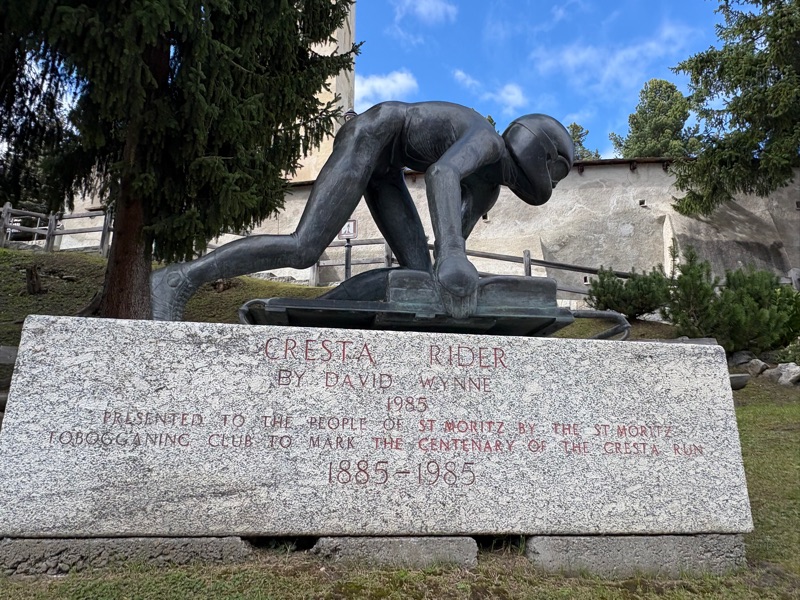 CRESTA RIDER
BY DAVID WYNNE
1985
PRESENTED TO THE PEOPLE OF ST MORITZ BY THE ST MORITZ
TOBOGGANING CLUB TO MARK THE CENTENARY OF THE CRESTA RUN
1885-1985